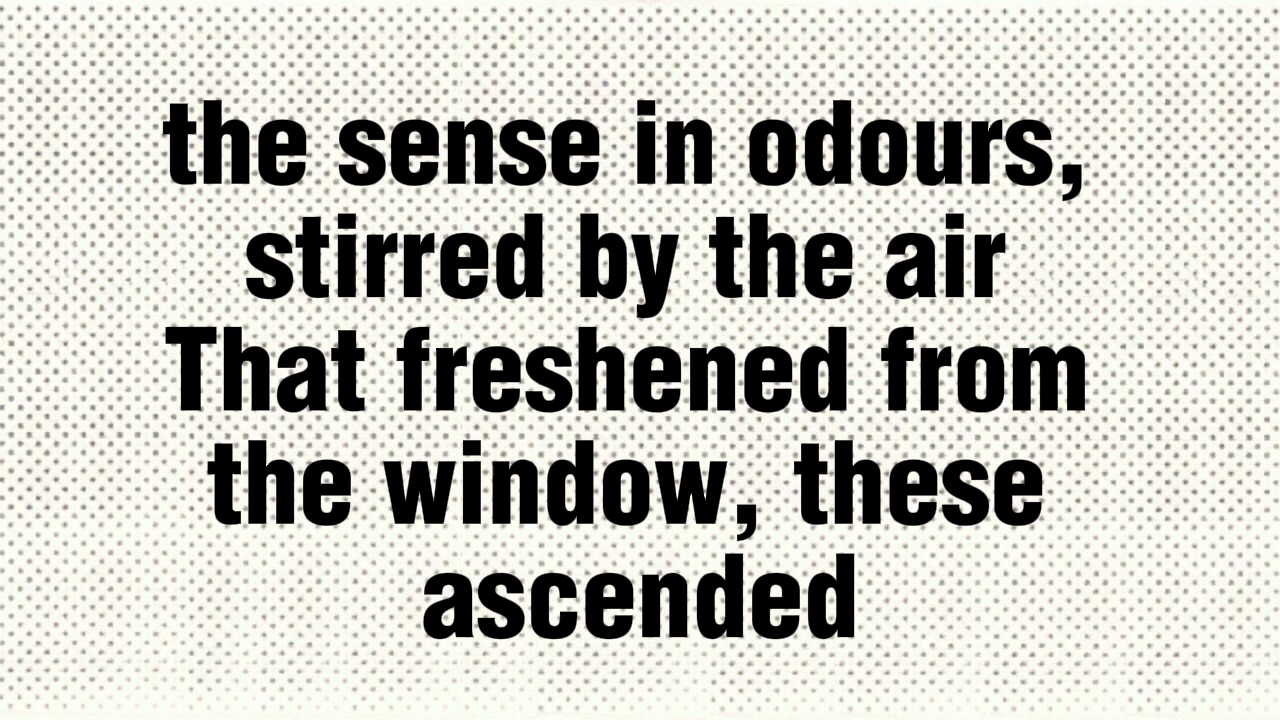 the sense in odours,
stirred by the air
That freshened from
the window, these
ascended